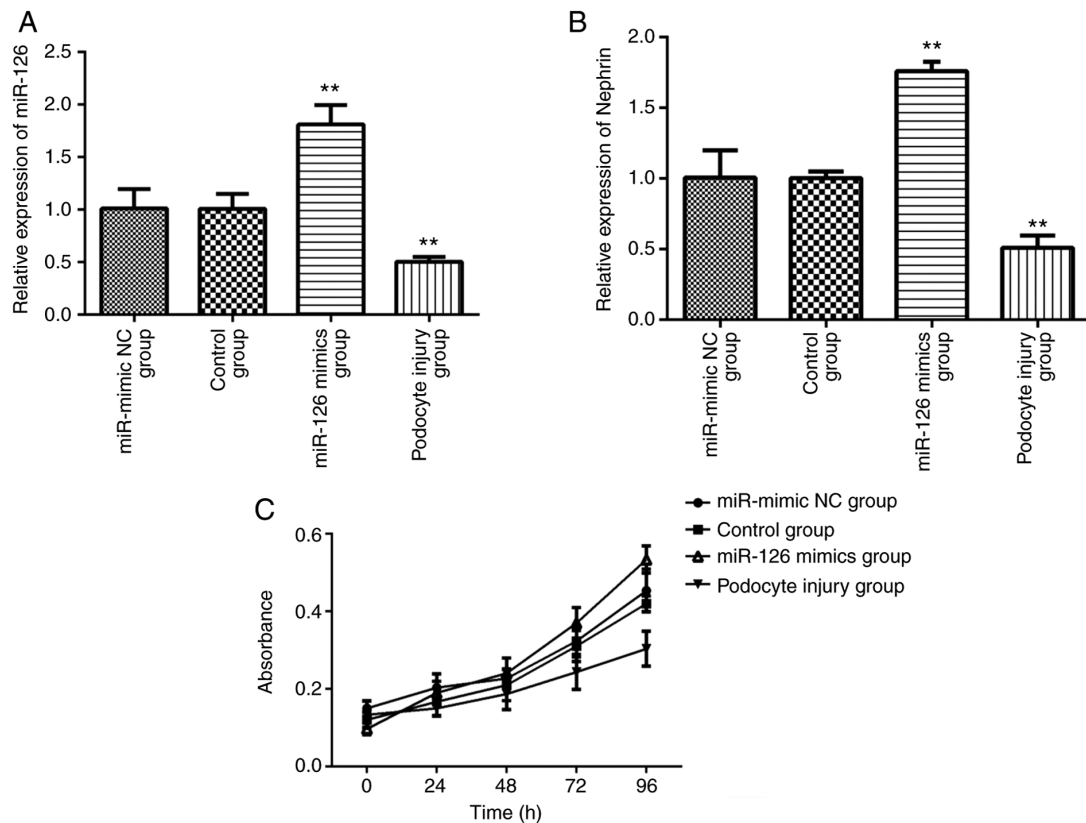 A
Relative expression of miR-126
2.5
2.0
1.5
1.0
0.5
0.0
**
**
miR-mimic NC
group
Control
group
miR-126 mimics
group
Podocyte injury
group
B
Relative expression of Nephrin
2.0
1.5
1.0
0.5
0.0
**
**
miR-mimic NC
group
Control
group
miR-126 mimics
group
Podocyte injury
group
C
Absorbance
0.6
0.4
0.2
0.0
0 24 48 72 96
Time (h)
miR-mimic NC group
Control group
miR-126 mimics group
Podocyte injury group